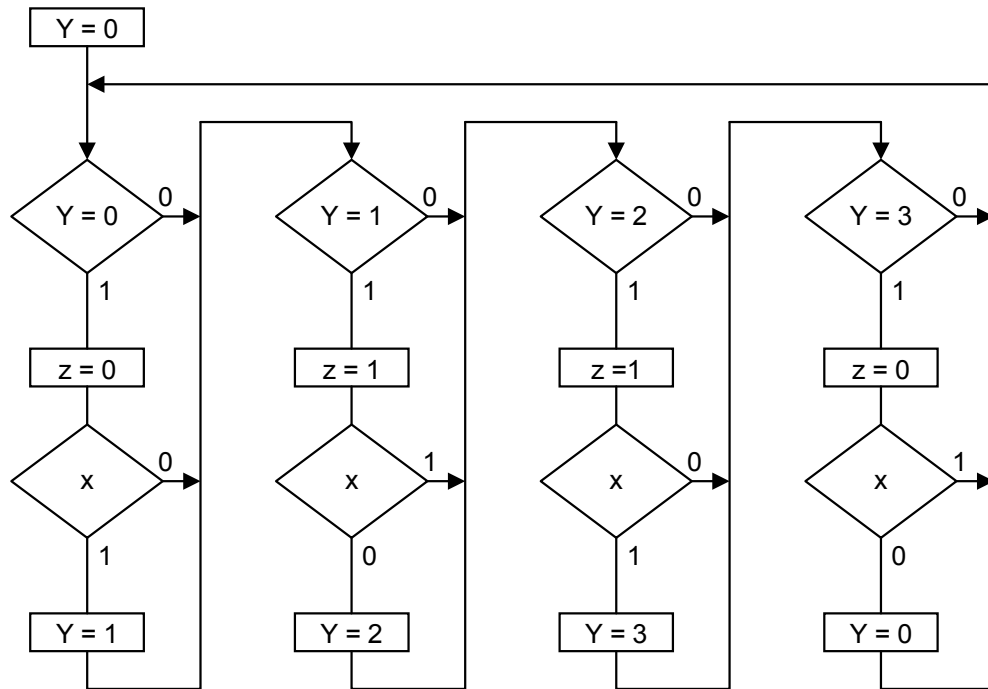 Y = 0
Y = 0
0
Y = 1
0
Y = 2
0
Y = 3
0
1
1
1
1
z = 0
z = 1
z =1
z = 0
x
0
x
1
x
0
x
1
1
0
1
0
Y = 1
Y = 2
Y = 3
Y = 0